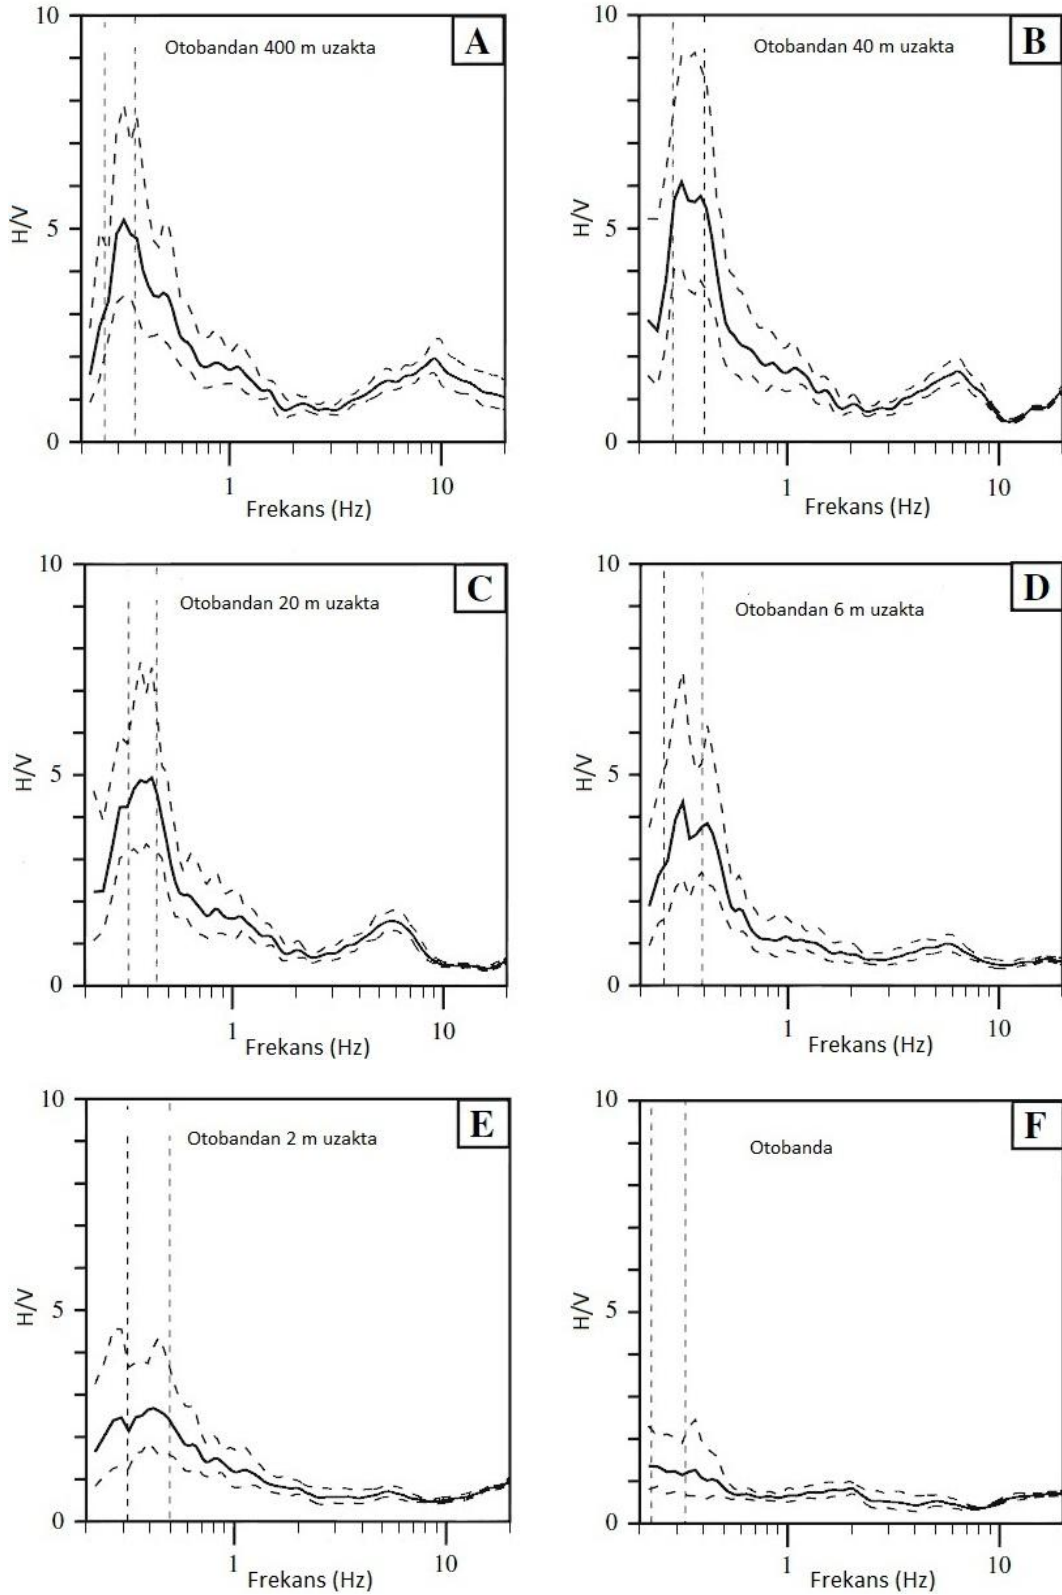 10
Otobandan 400 m uzakta
A
H/V
5
0
1
10
Frekans (Hz)
10
Otobandan 40 m uzakta
B
H/V
5
0
1
10
Frekans (Hz)
10
Otobandan 20 m uzakta
C
H/V
5
0
1
10
Frekans (Hz)
10
Otobandan 6 m uzakta
D
H/V
5
0
1
10
Frekans (Hz)
10
Otobandan 2 m uzakta
E
H/V
5
0
1
10
Frekans (Hz)
10
Otobanda
F
H/V
5
0
1
10
Frekans (Hz)